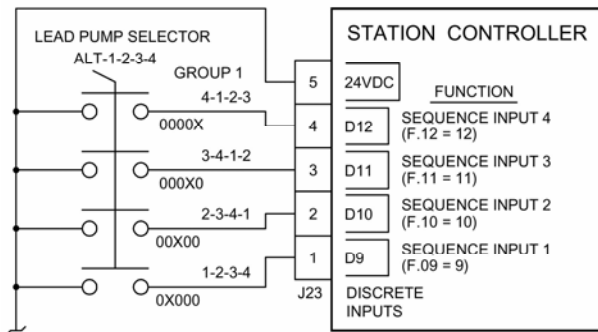 LEAD PUMP SELECTOR
ALT-1-2-3-4
GROUP 1
4-1-2-3
0000X
3-4-1-2
000X0
2-3-4-1
00X00
1-2-3-4
0X000
5
4
3
2
1
J23
STATION CONTROLLER
24VDC
FUNCTION
D12
SEQUENCE INPUT 4
(F.12 = 12)
D11
SEQUENCE INPUT 3
(F.11 = 11)
D10
SEQUENCE INPUT 2
(F.10 = 10)
D9
SEQUENCE INPUT 1
(F.09 = 9)
DISCRETE
INPUTS